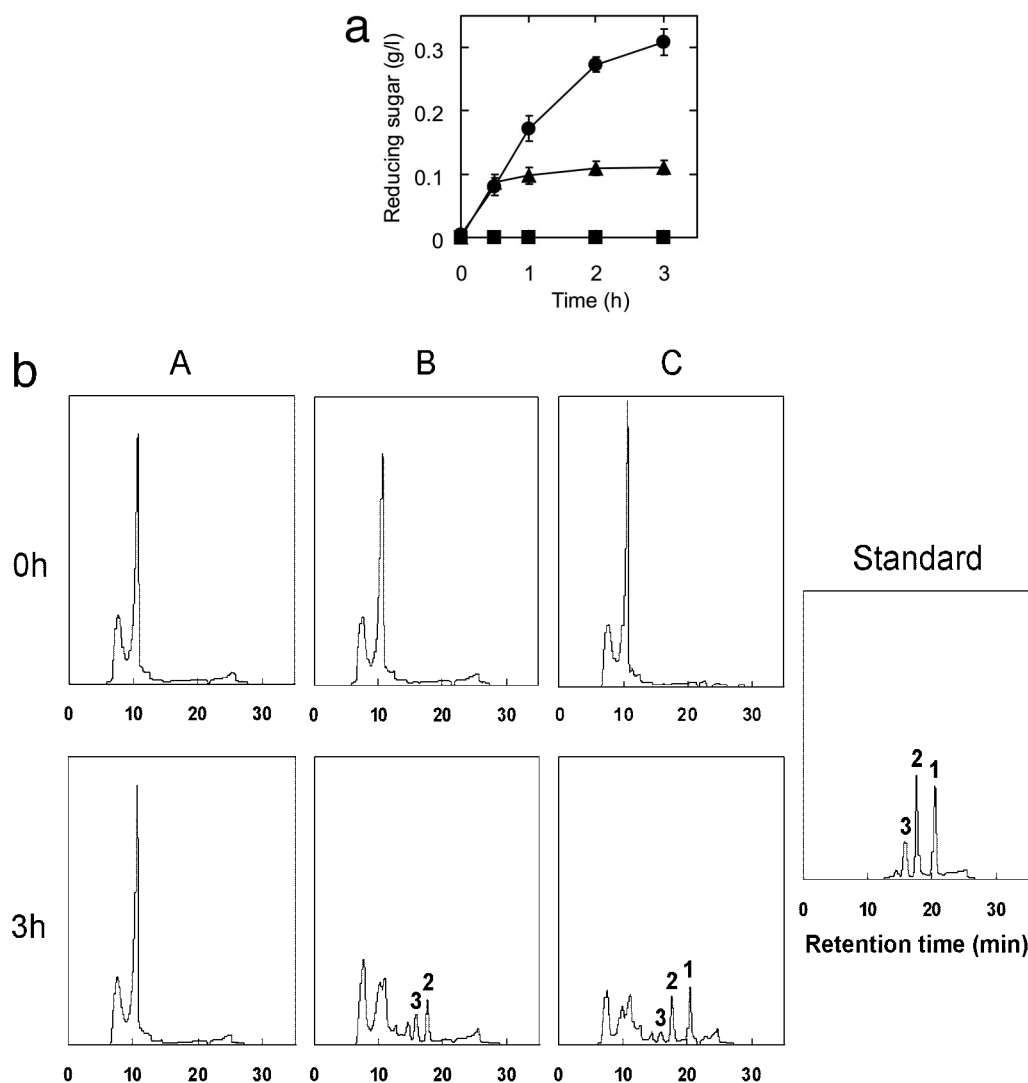 a
Reducing sugar (g/l)
0.3
0.2
0.1
0
0 1 2 3
Time (h)
b
A B C
0h
0 10 20 30
0 10 20 30
0 10 20 30
Standard
3 2 1
0 10 20 30
Retention time (min)
3h
0 10 20 30
3 2
0 10 20 30
3 2 1
0 10 20 30